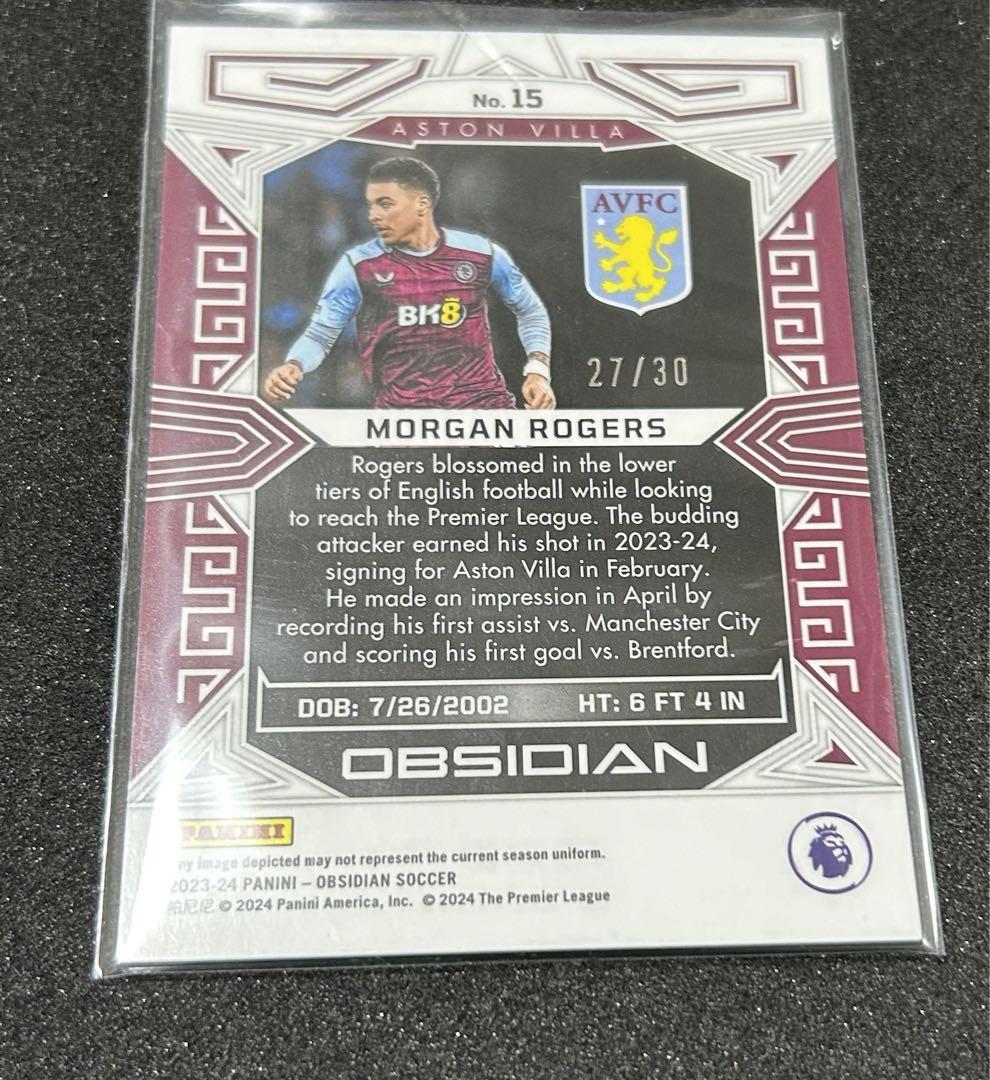 No. 15
ASTON VILLA
AVFC
BK8
27/30
MORGAN ROGERS
Rogers blossomed in the lower
tiers of English football while looking
to reach the Premier League. The budding
attacker earned his shot in 2023-24,
signing for Aston Villa in February.
He made an impression in April by
recording his first assist vs. Manchester City
and scoring his first goal vs. Brentford.
DOB: 7/26/2002 HT: 6 FT 4 IN
OBSIDIAN
PANINI
ny image depicted may not represent the current season uniform.
2023-24 PANINI – OBSIDIAN SOCCER
帕尼尼 © 2024 Panini America, Inc. © 2024 The Premier League